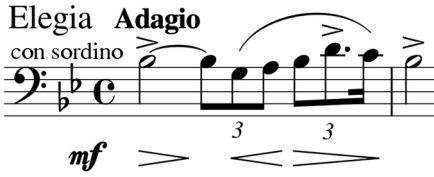 Elegia Adagio
con sordino
3 3
mf